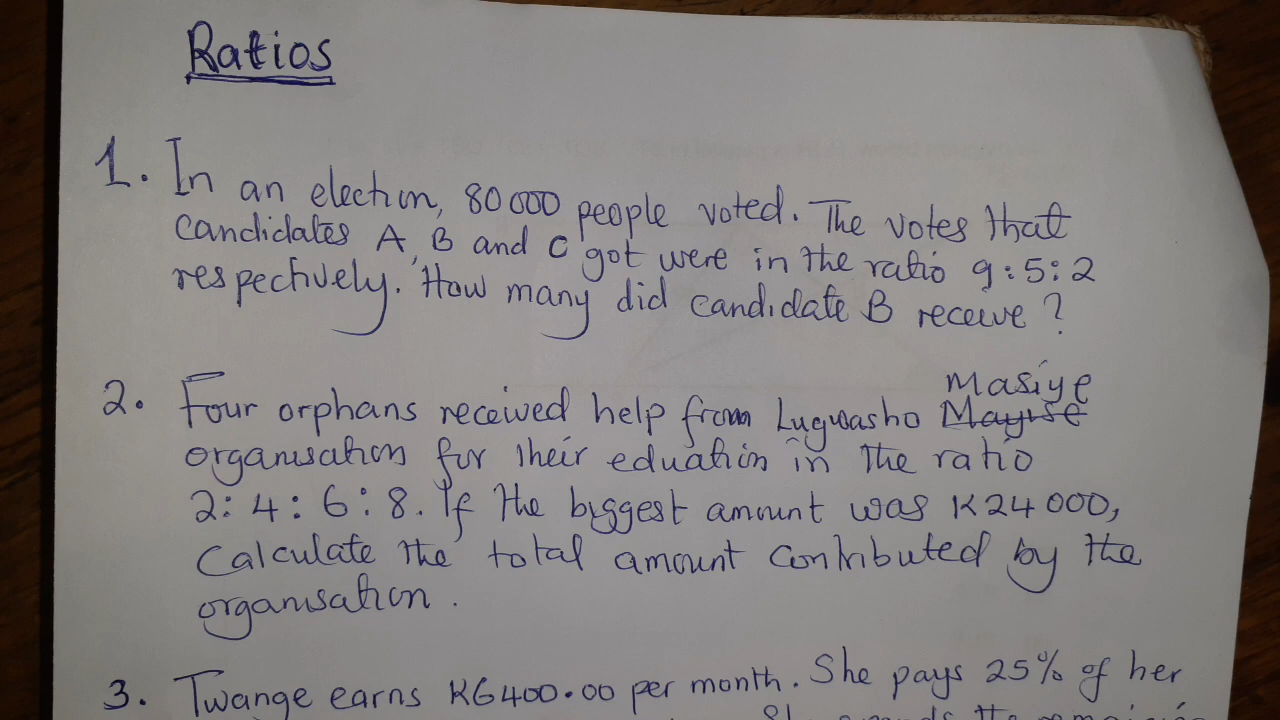 Ratios
1. In an election, 80 000 people voted. The votes that
candidates A, B and C got were in the ratio 9:5:2
respectively. How many did candidate B receive?
Masiye
2. Four orphans received help from Lugwasho Mayise
organisation for their eduation in the ratio
2:4:6:8. If the biggest amount was K24 000,
Calculate the total amount contributed by the
organisation.
3. Twange earns K6400.00 per month. She pays 25% of her